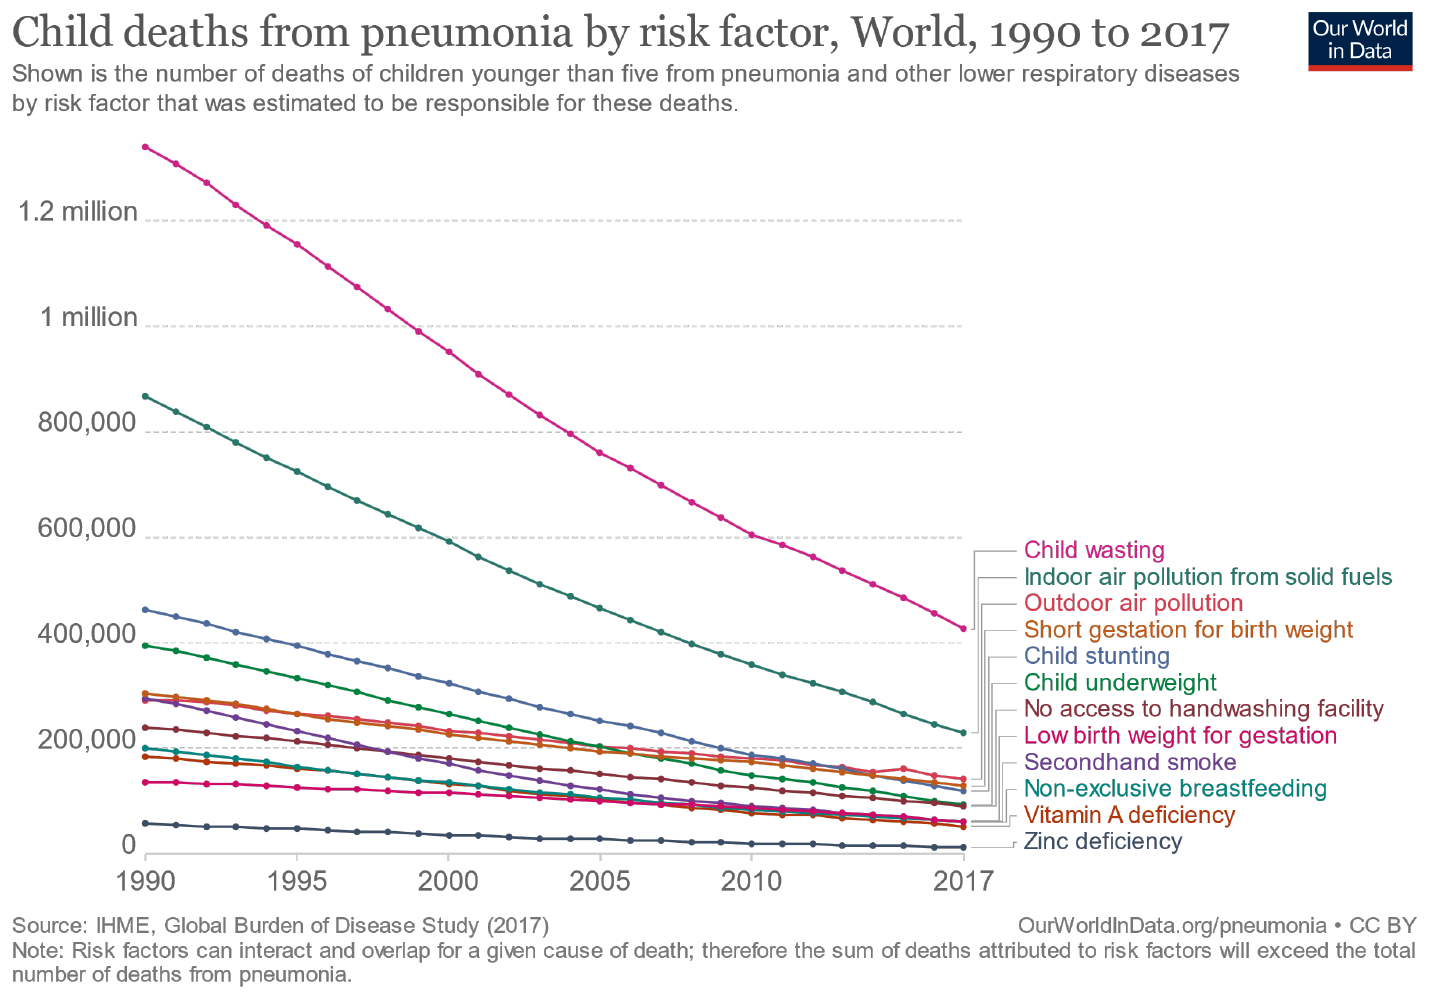 Child deaths from pneumonia by risk factor, World, 1990 to 2017
Our World
in Data
Shown is the number of deaths of children younger than five from pneumonia and other lower respiratory diseases
by risk factor that was estimated to be responsible for these deaths.
1.2 million
1 million
800,000
600,000
400,000
200,000
0
Child wasting
Indoor air pollution from solid fuels
Outdoor air pollution
Short gestation for birth weight
Child stunting
Child underweight
No access to handwashing facility
Low birth weight for gestation
Secondhand smoke
Non-exclusive breastfeeding
Vitamin A deficiency
Zinc deficiency
1990 1995 2000 2005 2010 2017
Source: IHME, Global Burden of Disease Study (2017)
OurWorldInData.org/pneumonia • CC BY
Note: Risk factors can interact and overlap for a given cause of death; therefore the sum of deaths attributed to risk factors will exceed the total
number of deaths from pneumonia.